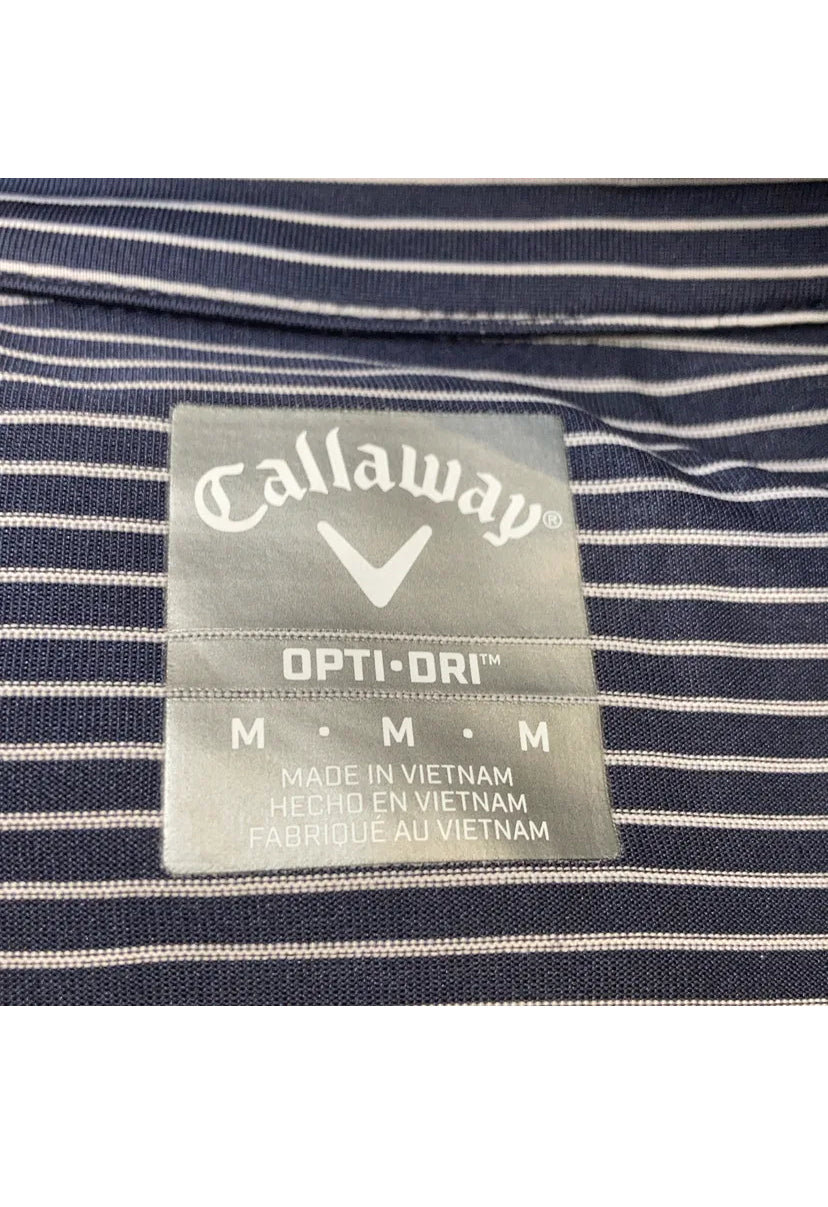 Callaway®
OPTI•DRI™
M • M • M
MADE IN VIETNAM
HECHO EN VIETNAM
FABRIQUÉ AU VIETNAM